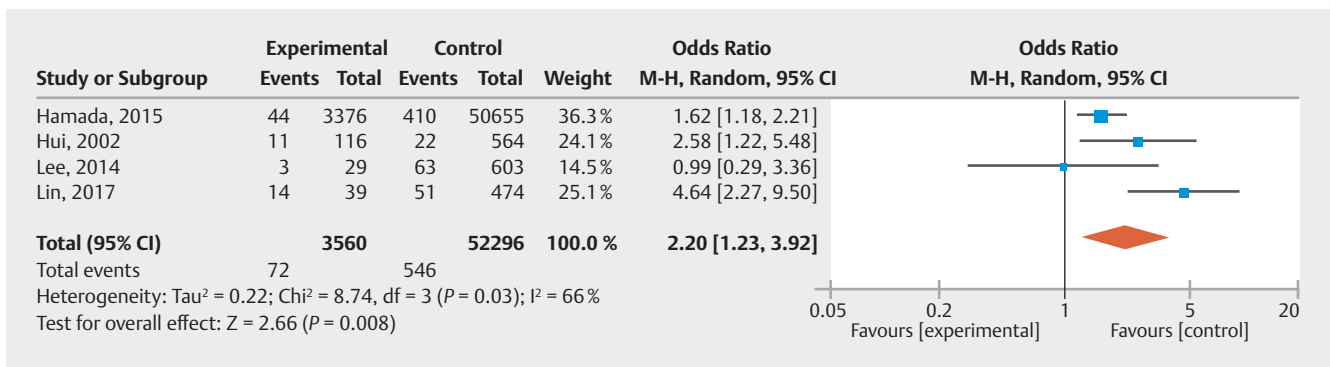 Experimental Control Odds Ratio Odds Ratio
Study or Subgroup Events Total Events Total Weight M-H, Random, 95% CI M-H, Random, 95% CI
Hamada, 2015 44 3376 410 50655 36.3% 1.62 [1.18, 2.21]
Hui, 2002 11 116 22 564 24.1% 2.58 [1.22, 5.48]
Lee, 2014 3 29 63 603 14.5% 0.99 [0.29, 3.36]
Lin, 2017 14 39 51 474 25.1% 4.64 [2.27, 9.50]
Total (95% CI) 3560 52296 100.0 % 2.20 [1.23, 3.92]
Total events 72 546
Heterogeneity: Tau² = 0.22; Chi² = 8.74, df = 3 (P = 0.03); I² = 66%
Test for overall effect: Z = 2.66 (P = 0.008)
0.05 0.2 1 5 20
Favours [experimental] Favours [control]